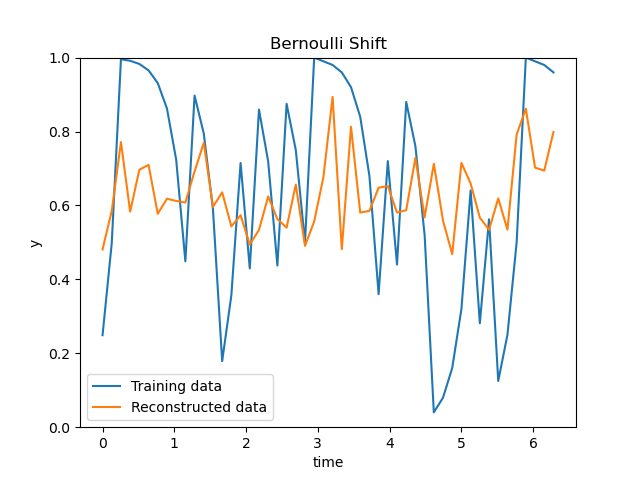 Bernoulli Shift
1.0
0.8
0.6
0.4
0.2
0.0
y
Training data
Reconstructed data
0 1 2 3 4 5 6
time